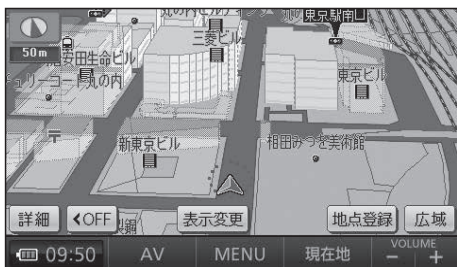 東京駅南口
三菱ビル
50m
安田生命ビル
東京ビル
丸の内
新東京ビル
相田みつを美術館
詳細
<OFF
表示変更
地点登録
広域
09:50
AV
MENU
現在地
VOLUME
− +